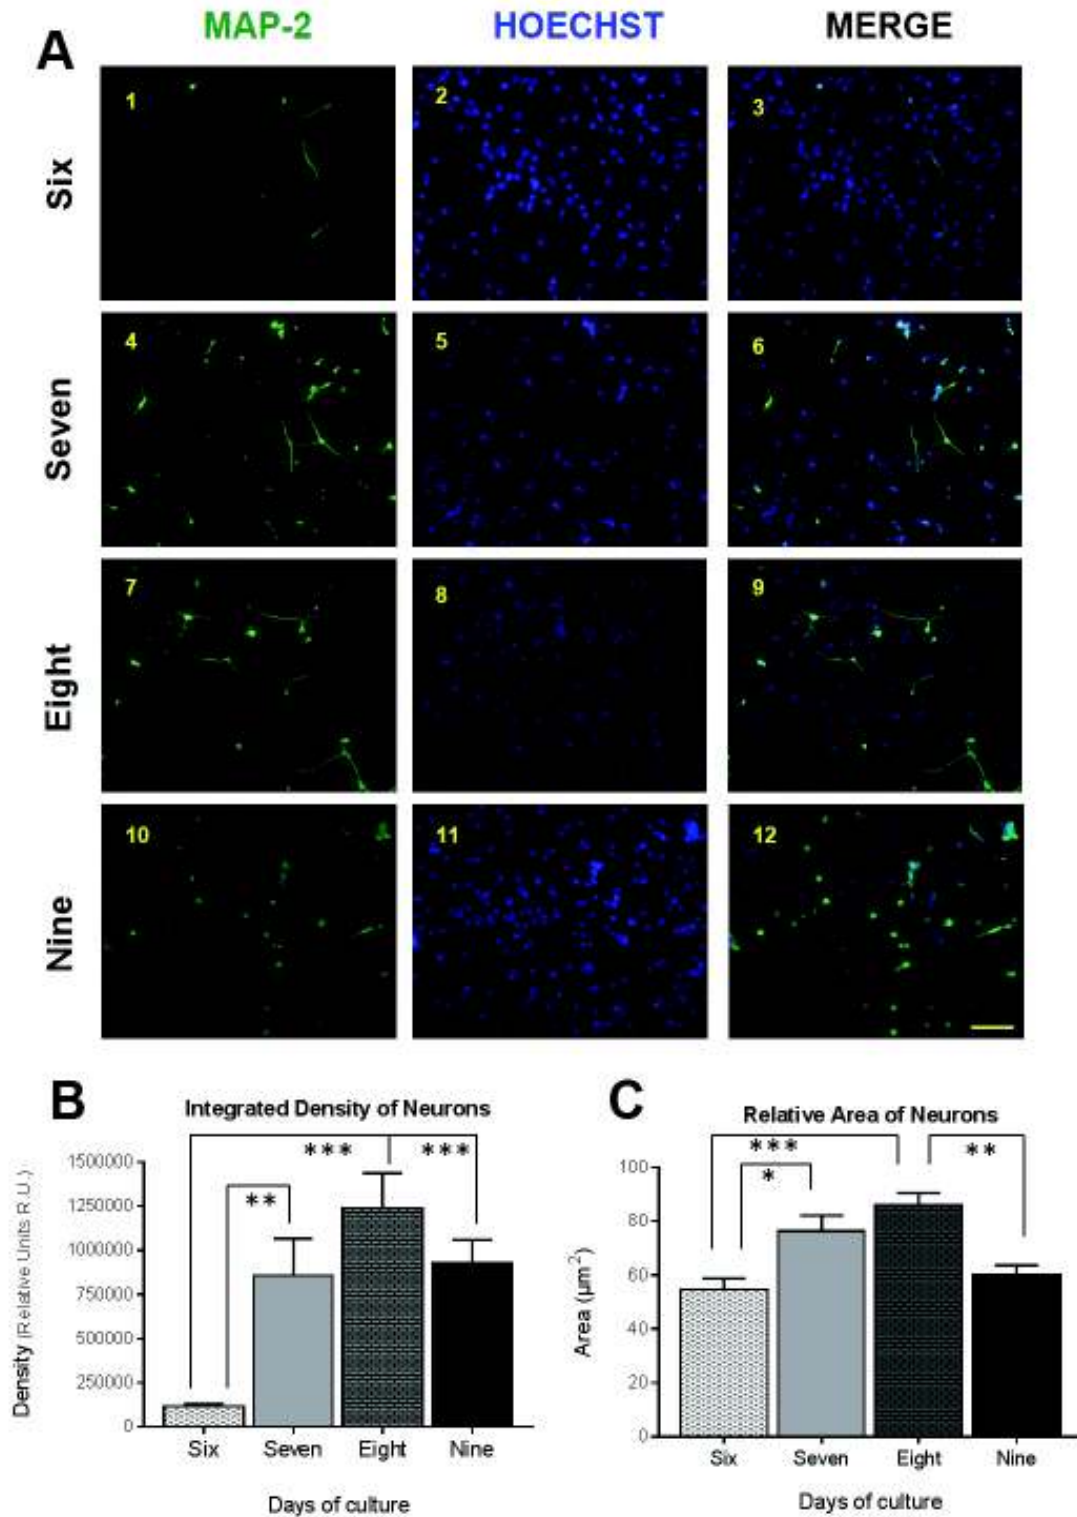 A
MAP-2 HOECHST MERGE
Six
1 2 3
Seven
4 5 6
Eight
7 8 9
Nine
10 11 12
B
Integrated Density of Neurons
*** ***
**
Density (Relative Units R.U.)
1500000
1250000
1000000
750000
500000
250000
0
Six Seven Eight Nine
Days of culture
C
Relative Area of Neurons
*** **
*
Area (µm²)
100
80
60
40
20
0
Six Seven Eight Nine
Days of culture